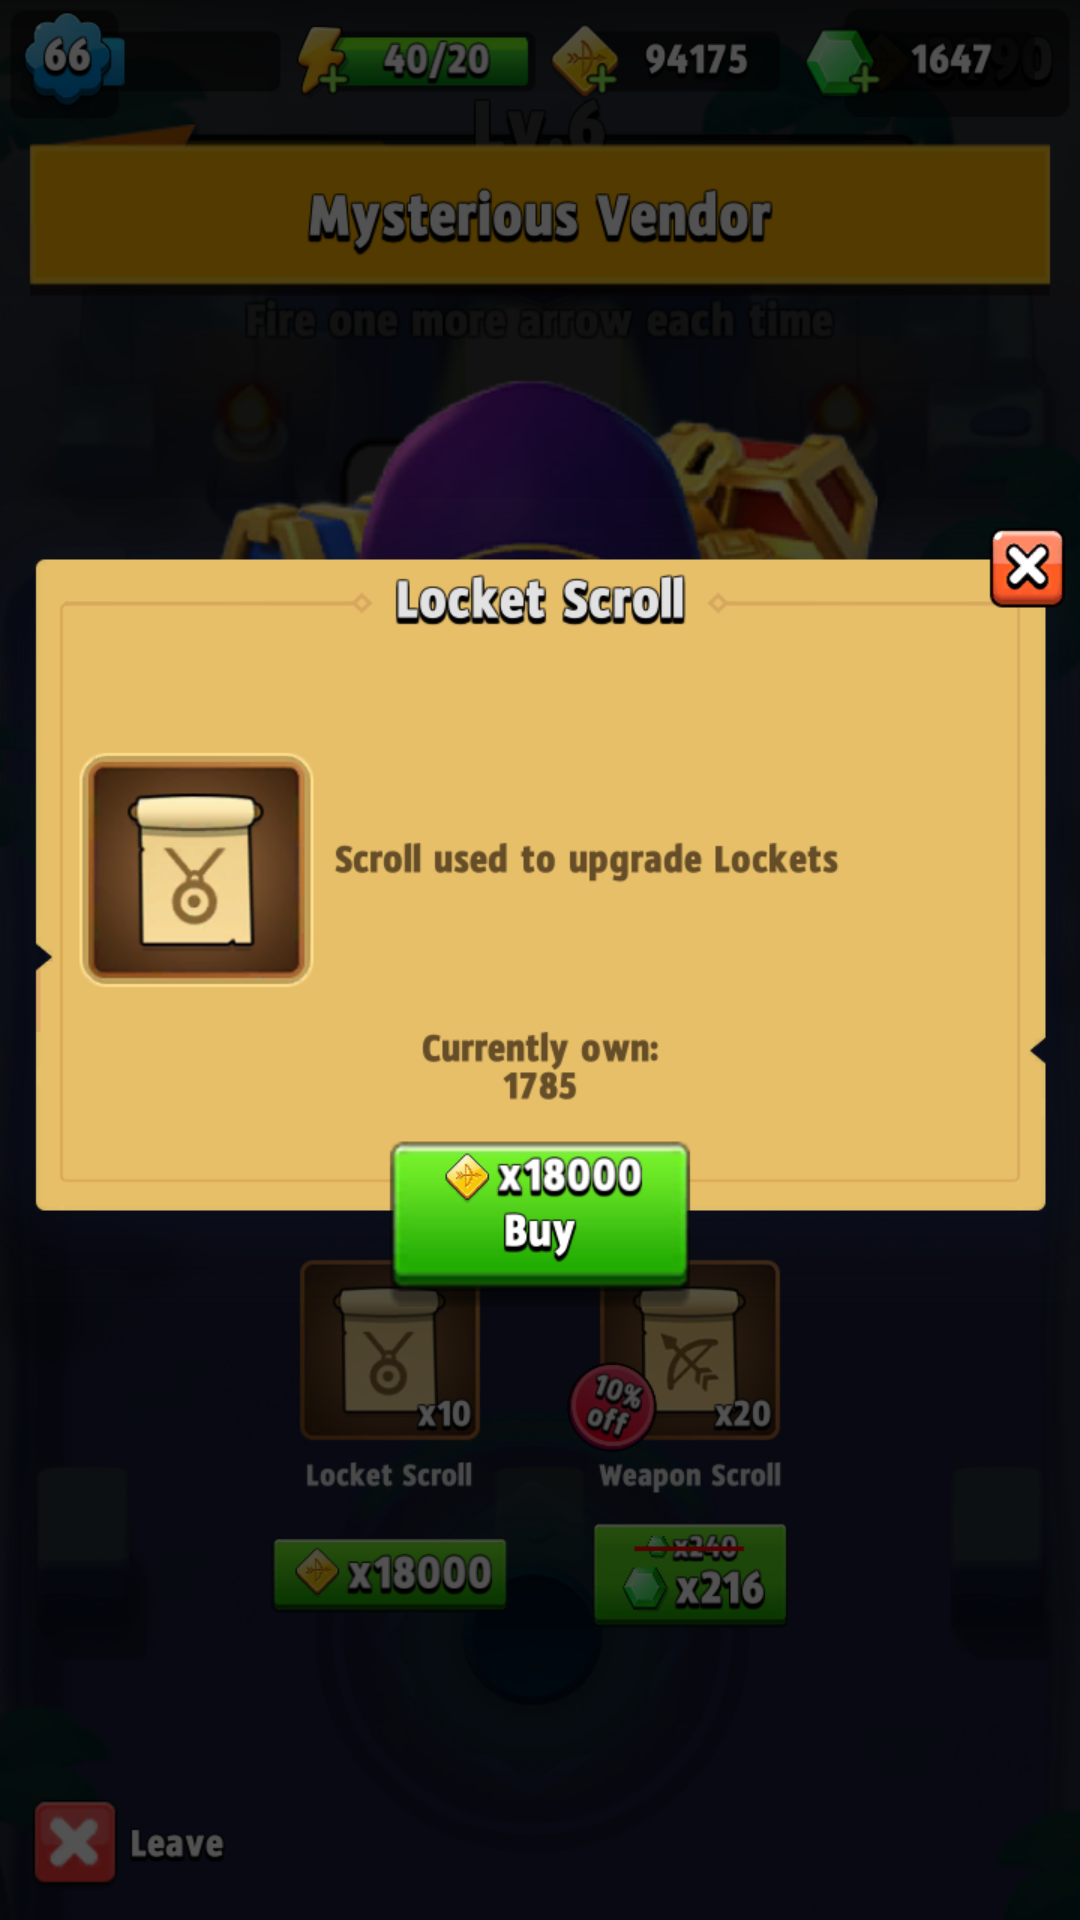 66
40/20
94175
1647
90
Lv.6
Mysterious Vendor
Fire one more arrow each time
Locket Scroll
Scroll used to upgrade Lockets
Currently own:
1785
x18000
Buy
x10
10%
off
x20
Locket Scroll
Weapon Scroll
x18000
x240
x216
Leave